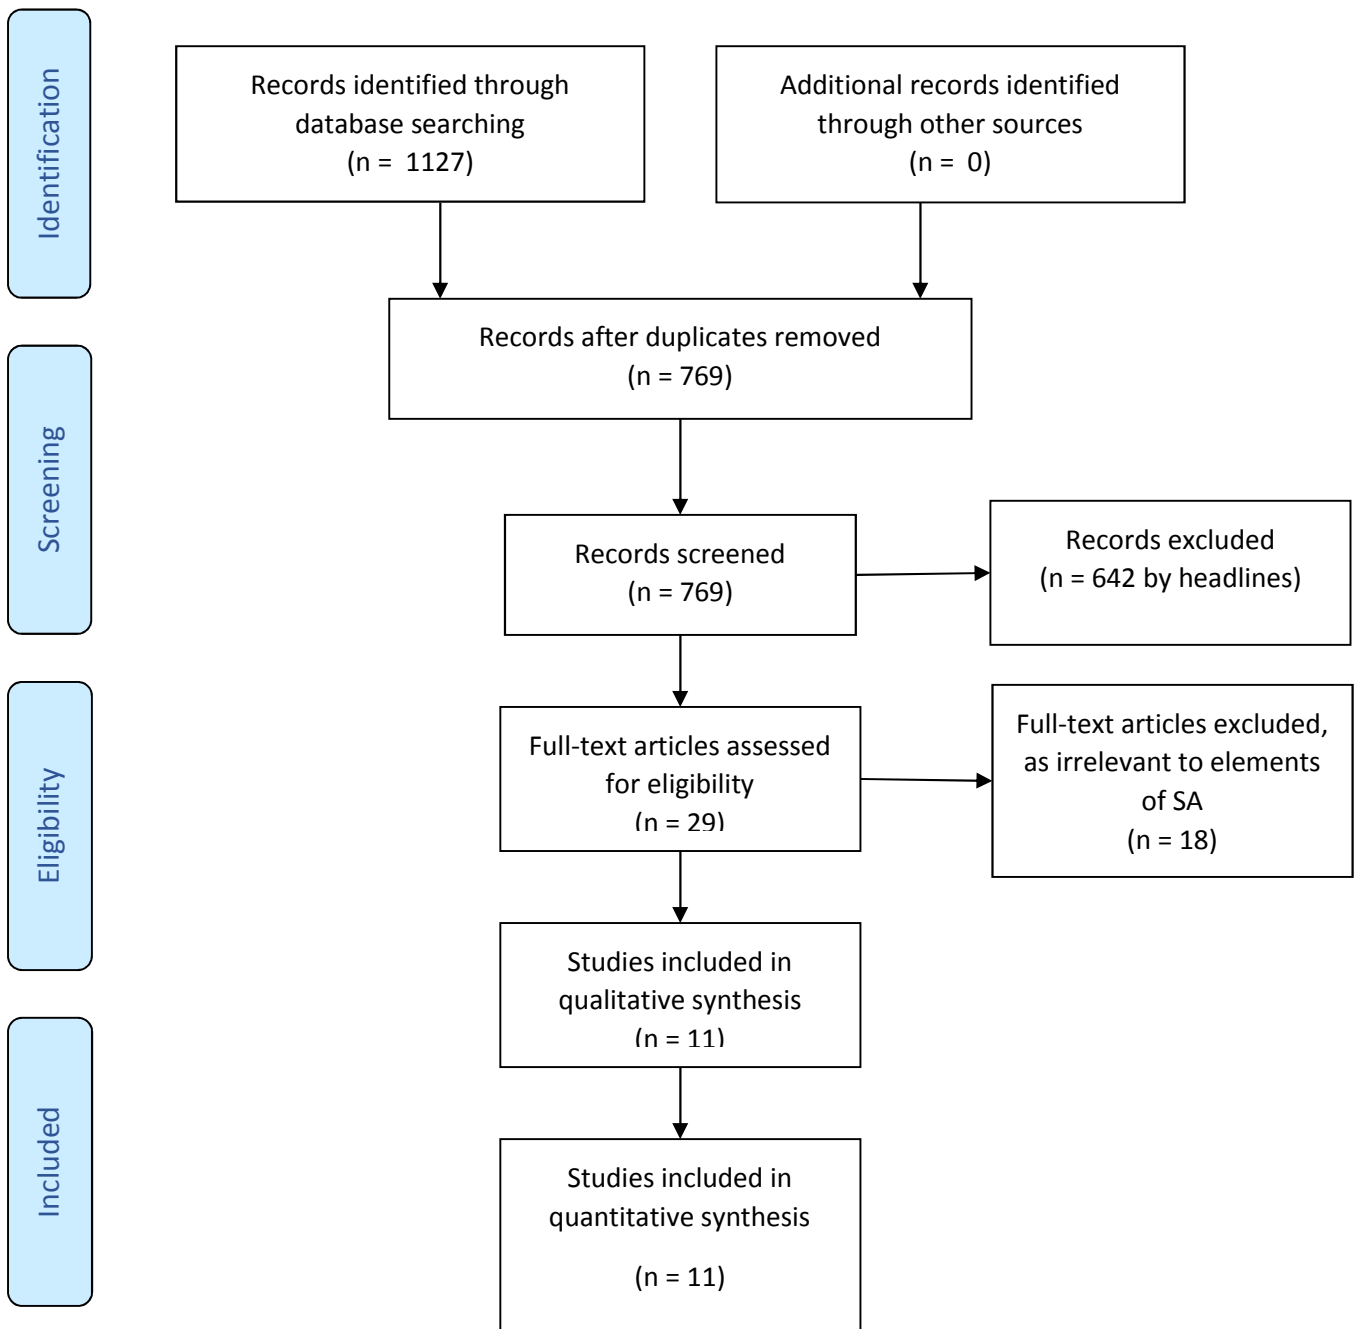 Identification
Records identified through
database searching
(n = 1127)
Additional records identified
through other sources
(n = 0)
Records after duplicates removed
(n = 769)
Screening
Records screened
(n = 769)
Records excluded
(n = 642 by headlines)
Eligibility
Full-text articles assessed
for eligibility
(n = 29)
Full-text articles excluded,
as irrelevant to elements
of SA
(n = 18)
Studies included in
qualitative synthesis
(n = 11)
Included
Studies included in
quantitative synthesis
(n = 11)